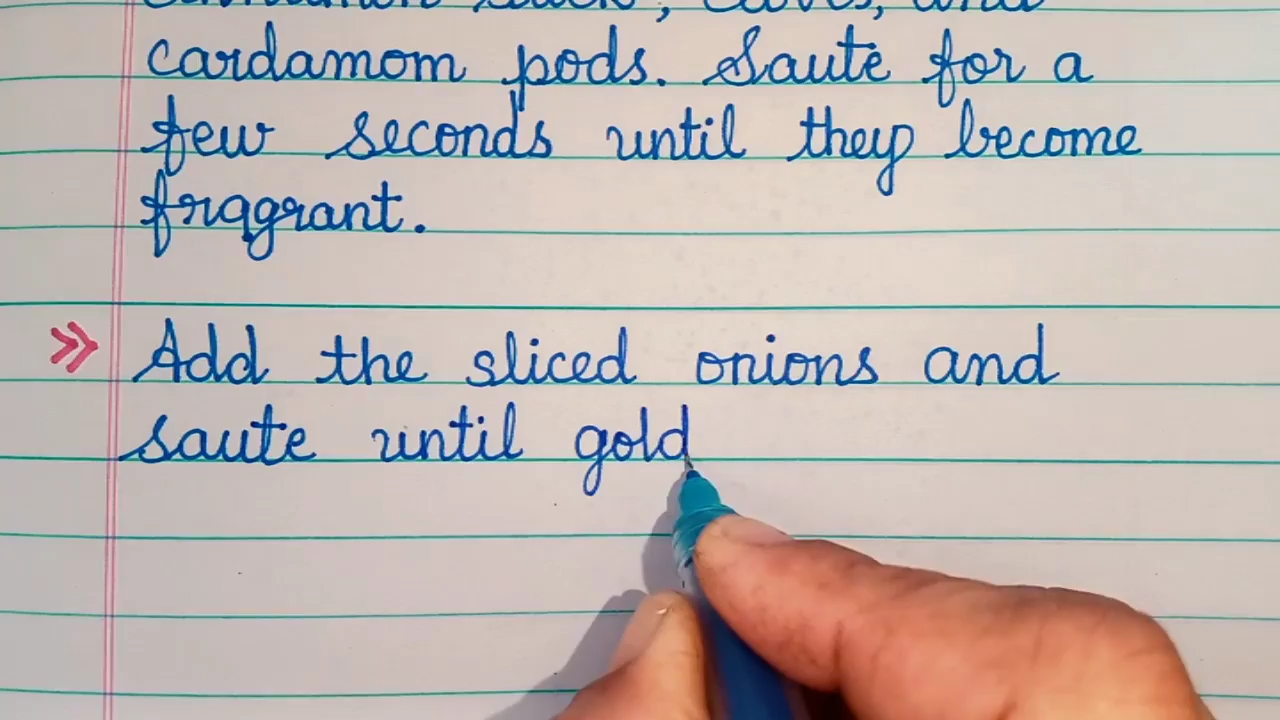 cardamom pods. Saute for a
few seconds until they become
fragrant.
» Add the sliced onions and
saute until gold